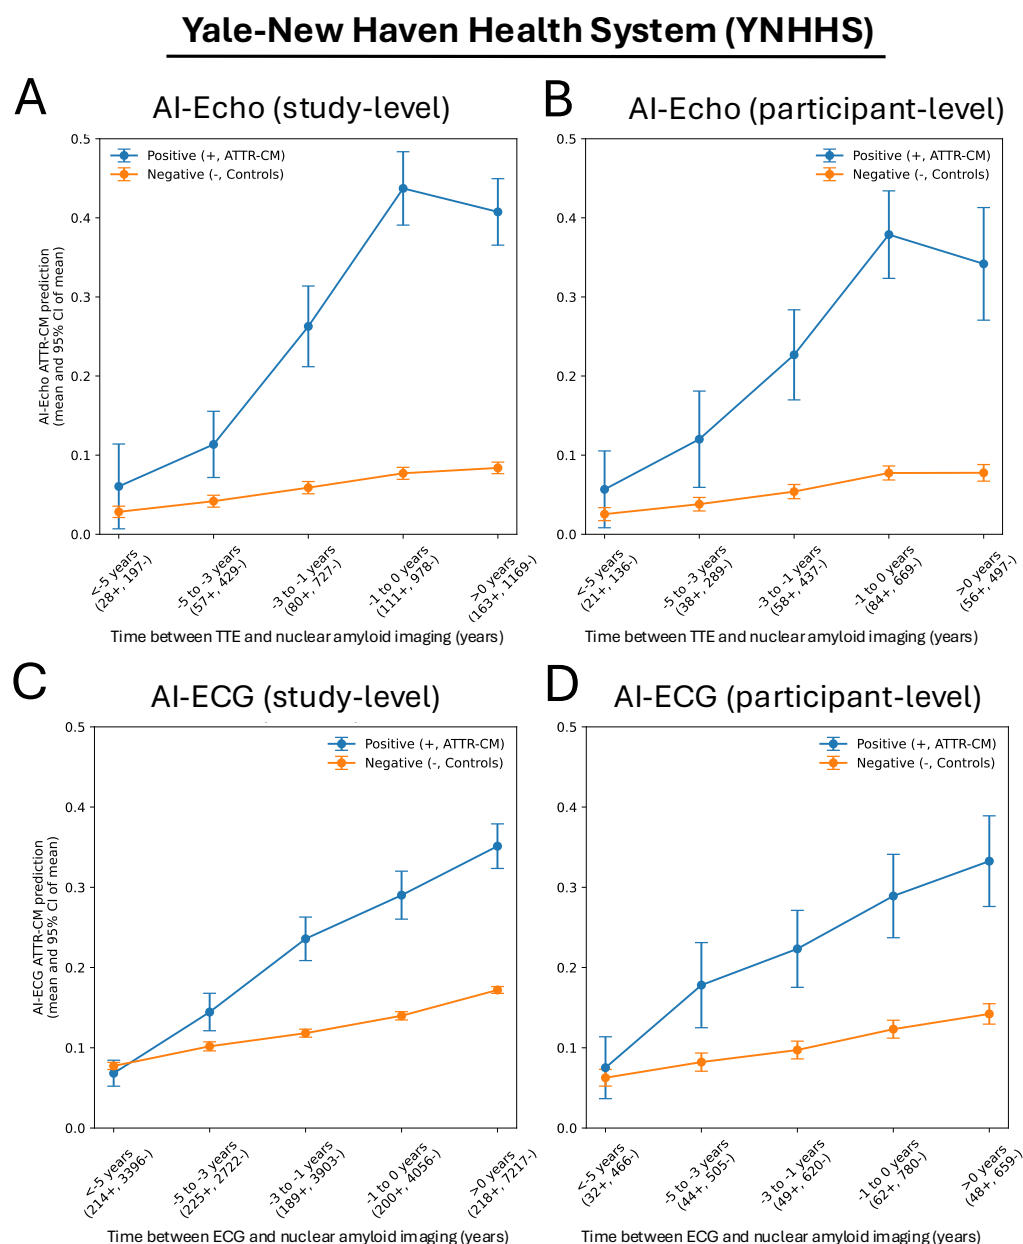 Yale-New Haven Health System (YNHHS)
A
AI-Echo (study-level)
0.5
0.4
0.3
0.2
0.1
0.0
AI-Echo ATTR-CM prediction
(mean and 95% CI of mean)
Positive (+, ATTR-CM)
Negative (-, Controls)
<-5 years
(28+, 197-)
-5 to -3 years
(57+, 429-)
-3 to -1 years
(80+, 727-)
-1 to 0 years
(111+, 978-)
>0 years
(163+, 1169-)
Time between TTE and nuclear amyloid imaging (years)
B
AI-Echo (participant-level)
0.5
0.4
0.3
0.2
0.1
0.0
Positive (+, ATTR-CM)
Negative (-, Controls)
<-5 years
(21+, 136-)
-5 to -3 years
(38+, 289-)
-3 to -1 years
(58+, 437-)
-1 to 0 years
(84+, 669-)
>0 years
(56+, 497-)
Time between TTE and nuclear amyloid imaging (years)
C
AI-ECG (study-level)
0.5
0.4
0.3
0.2
0.1
0.0
AI-ECG ATTR-CM prediction
(mean and 95% CI of mean)
Positive (+, ATTR-CM)
Negative (-, Controls)
<-5 years
(214+, 3396-)
-5 to -3 years
(225+, 2722-)
-3 to -1 years
(189+, 3903-)
-1 to 0 years
(200+, 4056-)
>0 years
(218+, 7217-)
Time between ECG and nuclear amyloid imaging (years)
D
AI-ECG (participant-level)
0.5
0.4
0.3
0.2
0.1
0.0
Positive (+, ATTR-CM)
Negative (-, Controls)
<-5 years
(32+, 466-)
-5 to -3 years
(44+, 505-)
-3 to -1 years
(49+, 620-)
-1 to 0 years
(62+, 780-)
>0 years
(48+, 659-)
Time between ECG and nuclear amyloid imaging (years)